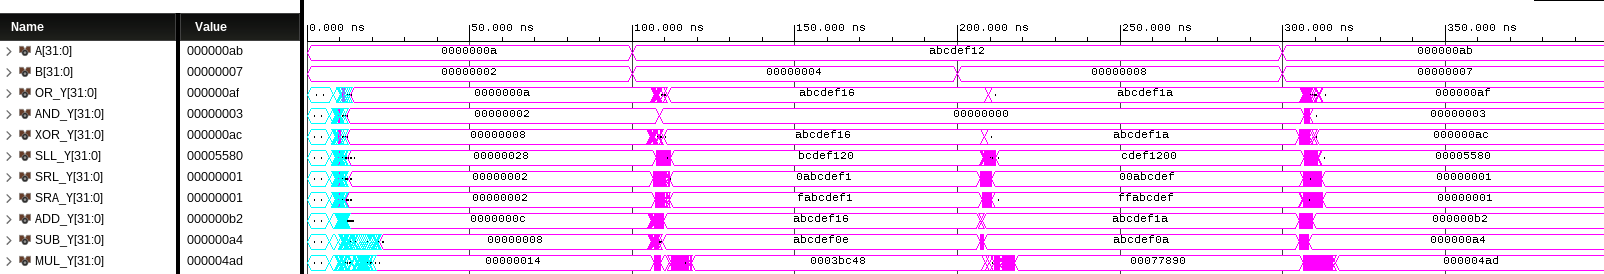 Name Value 0.000 ns 50.000 ns 100.000 ns 150.000 ns 200.000 ns 250.000 ns 300.000 ns 350.000 ns
A[31:0] 000000ab 0000000a abcdef12 000000ab
B[31:0] 00000007 00000002 00000004 00000008 00000007
OR_Y[31:0] 000000af 0000000a abcdef16 abcdef1a 000000af
AND_Y[31:0] 00000003 00000002 00000000 00000003
XOR_Y[31:0] 000000ac 00000008 abcdef16 abcdef1a 000000ac
SLL_Y[31:0] 00005580 00000028 bcdef120 cdef1200 00005580
SRL_Y[31:0] 00000001 00000002 0abcdef1 00abcdef 00000001
SRA_Y[31:0] 00000001 00000002 fabcdef1 ffabcdef 00000001
ADD_Y[31:0] 000000b2 0000000c abcdef16 abcdef1a 000000b2
SUB_Y[31:0] 000000a4 00000008 abcdef0e abcdef0a 000000a4
MUL_Y[31:0] 000004ad 00000014 0003bc48 00077890 000004ad